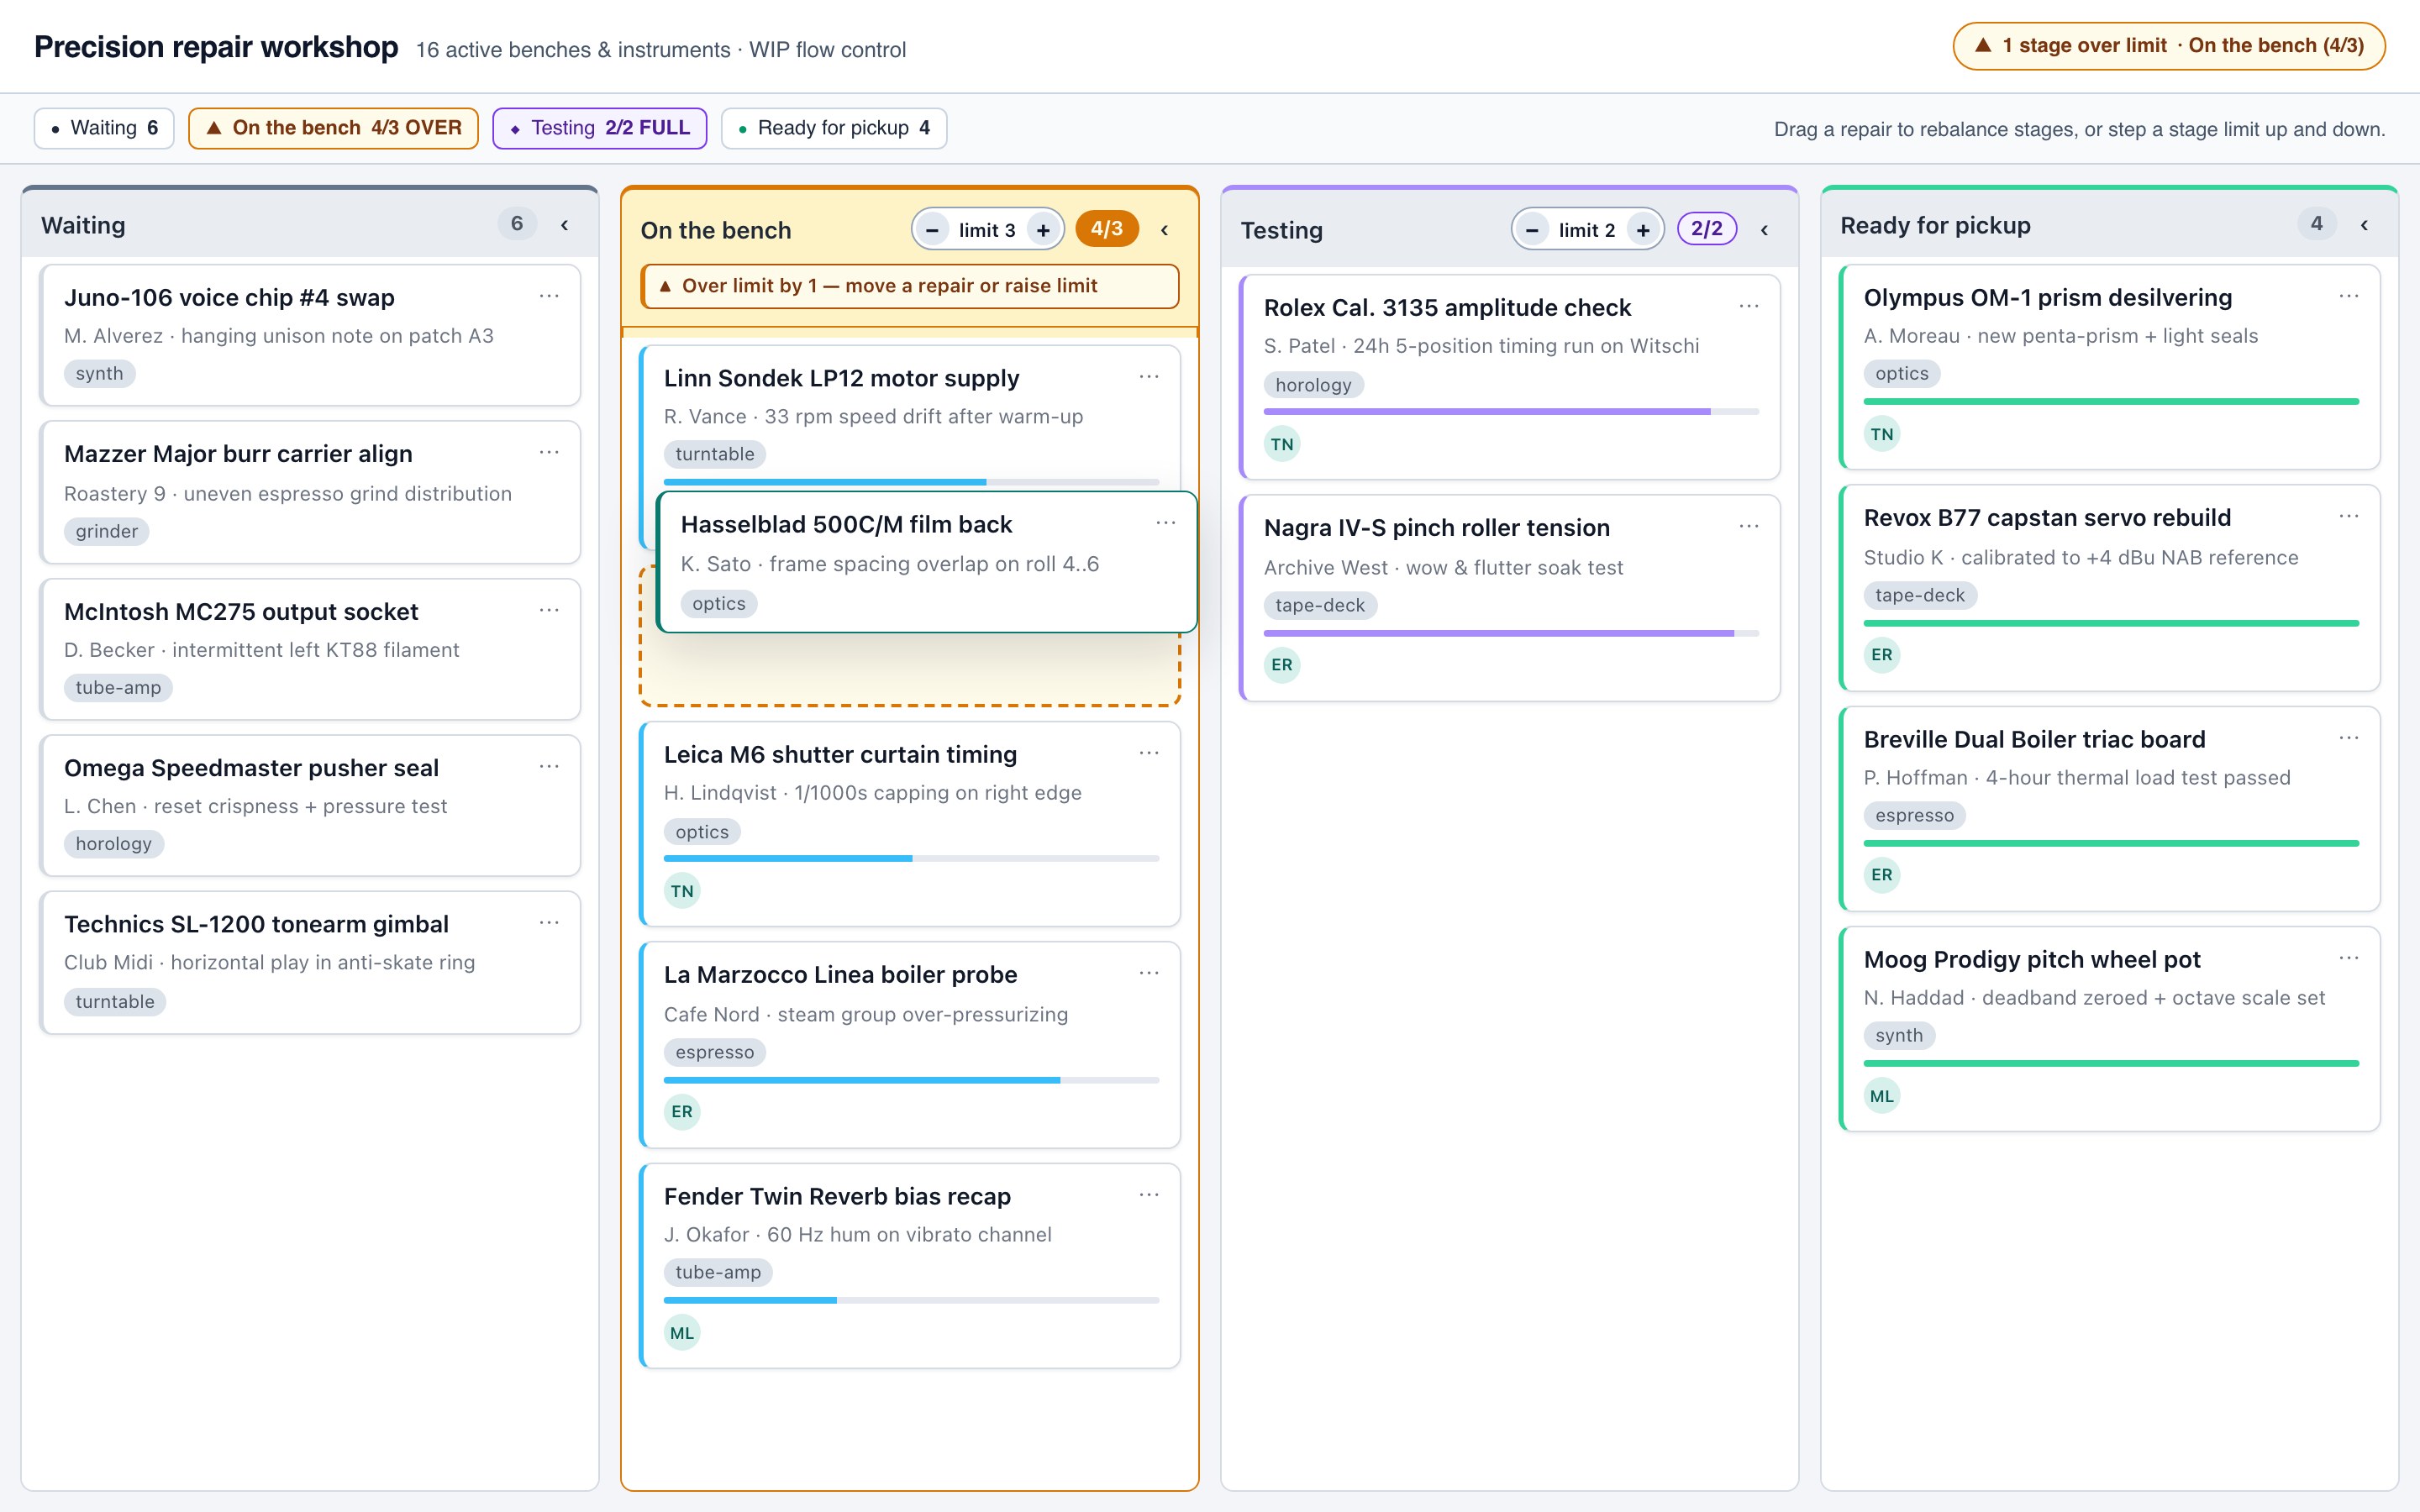 Precision repair workshop 16 active benches & instruments · WIP flow control
▲ 1 stage over limit · On the bench (4/3)
• Waiting 6
▲ On the bench 4/3 OVER
◆ Testing 2/2 FULL
• Ready for pickup 4
Drag a repair to rebalance stages, or step a stage limit up and down.
Waiting 6 ‹
Juno-106 voice chip #4 swap ···
M. Alverez · hanging unison note on patch A3
synth
Mazzer Major burr carrier align ···
Roastery 9 · uneven espresso grind distribution
grinder
McIntosh MC275 output socket ···
D. Becker · intermittent left KT88 filament
tube-amp
Omega Speedmaster pusher seal ···
L. Chen · reset crispness + pressure test
horology
Technics SL-1200 tonearm gimbal ···
Club Midi · horizontal play in anti-skate ring
turntable
On the bench − limit 3 + 4/3 ‹
▲ Over limit by 1 — move a repair or raise limit
Linn Sondek LP12 motor supply ···
R. Vance · 33 rpm speed drift after warm-up
turntable
Hasselblad 500C/M film back ···
K. Sato · frame spacing overlap on roll 4..6
optics
Leica M6 shutter curtain timing ···
H. Lindqvist · 1/1000s capping on right edge
optics
TN
La Marzocco Linea boiler probe ···
Cafe Nord · steam group over-pressurizing
espresso
ER
Fender Twin Reverb bias recap ···
J. Okafor · 60 Hz hum on vibrato channel
tube-amp
ML
Testing − limit 2 + 2/2 ‹
Rolex Cal. 3135 amplitude check ···
S. Patel · 24h 5-position timing run on Witschi
horology
TN
Nagra IV-S pinch roller tension ···
Archive West · wow & flutter soak test
tape-deck
ER
Ready for pickup 4 ‹
Olympus OM-1 prism desilvering ···
A. Moreau · new penta-prism + light seals
optics
TN
Revox B77 capstan servo rebuild ···
Studio K · calibrated to +4 dBu NAB reference
tape-deck
ER
Breville Dual Boiler triac board ···
P. Hoffman · 4-hour thermal load test passed
espresso
ER
Moog Prodigy pitch wheel pot ···
N. Haddad · deadband zeroed + octave scale set
synth
ML